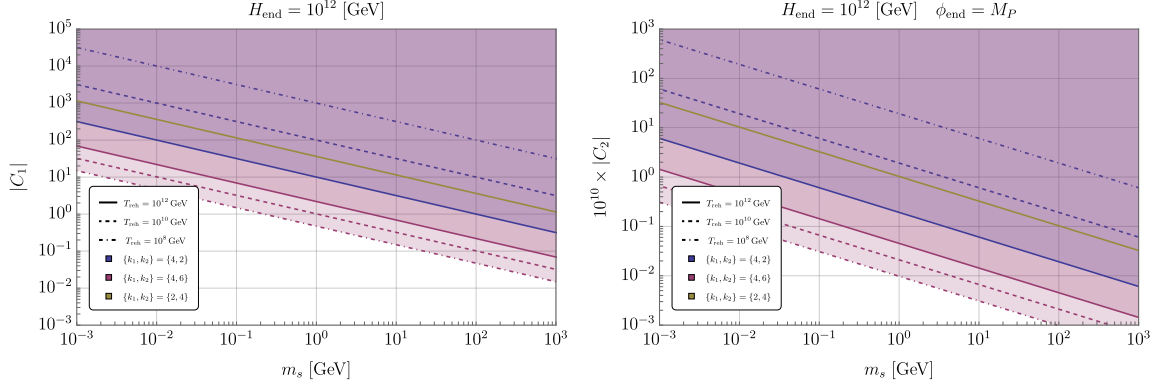 H_end = 10^12 [GeV]
|C_1|
10^5
10^4
10^3
10^2
10^1
10^0
10^−1
10^−2
10^−3
T_reh = 10^12 GeV
T_reh = 10^10 GeV
T_reh = 10^8 GeV
{k_1, k_2} = {4, 2}
{k_1, k_2} = {4, 6}
{k_1, k_2} = {2, 4}
10^−3 10^−2 10^−1 10^0 10^1 10^2 10^3
m_s [GeV]
H_end = 10^12 [GeV] ϕ_end = M_P
10^10 × |C_2|
10^3
10^2
10^1
10^0
10^−1
10^−2
10^−3
T_reh = 10^12 GeV
T_reh = 10^10 GeV
T_reh = 10^8 GeV
{k_1, k_2} = {4, 2}
{k_1, k_2} = {4, 6}
{k_1, k_2} = {2, 4}
10^−3 10^−2 10^−1 10^0 10^1 10^2 10^3
m_s [GeV]